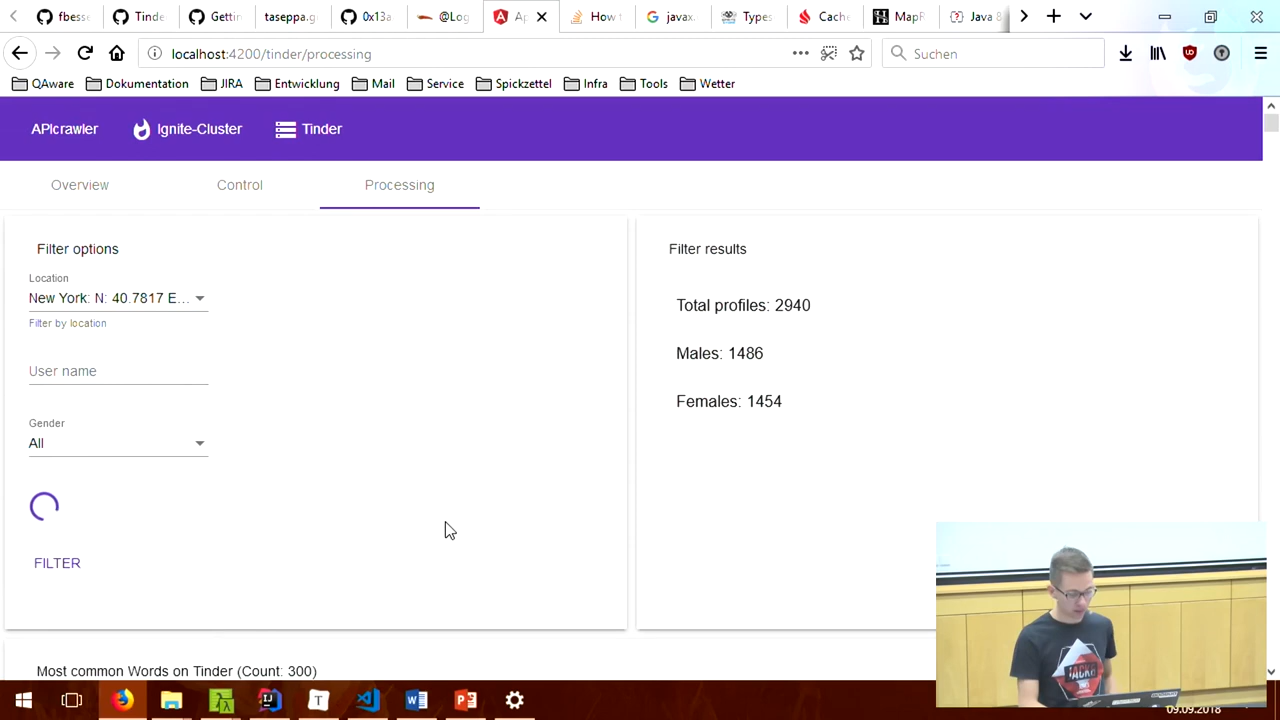 fbesse
Tinde
Gettin
taseppa.g
0x13a
@Log
Ap
How t
javax.
Types
Cache
MapR
Java 8
localhost:4200/tinder/processing
Suchen
QAware
Dokumentation
JIRA
Entwicklung
Mail
Service
Spickzettel
Infra
Tools
Wetter
APIcrawler
Ignite-Cluster
Tinder
Overview
Control
Processing
Filter options
Location
New York: N: 40.7817 E...
Filter by location
User name
Gender
All
FILTER
Filter results
Total profiles: 2940
Males: 1486
Females: 1454
Most common Words on Tinder (Count: 300)
09.09.2018